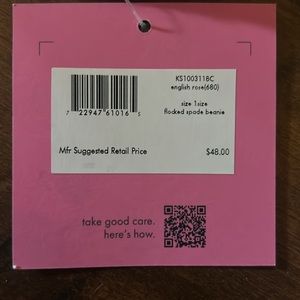 KS1003118C
english rose(680)
size 1size
flocked spade beanie
7 22947 61016 5
Mfr Suggested Retail Price $48.00
take good care.
here's how.